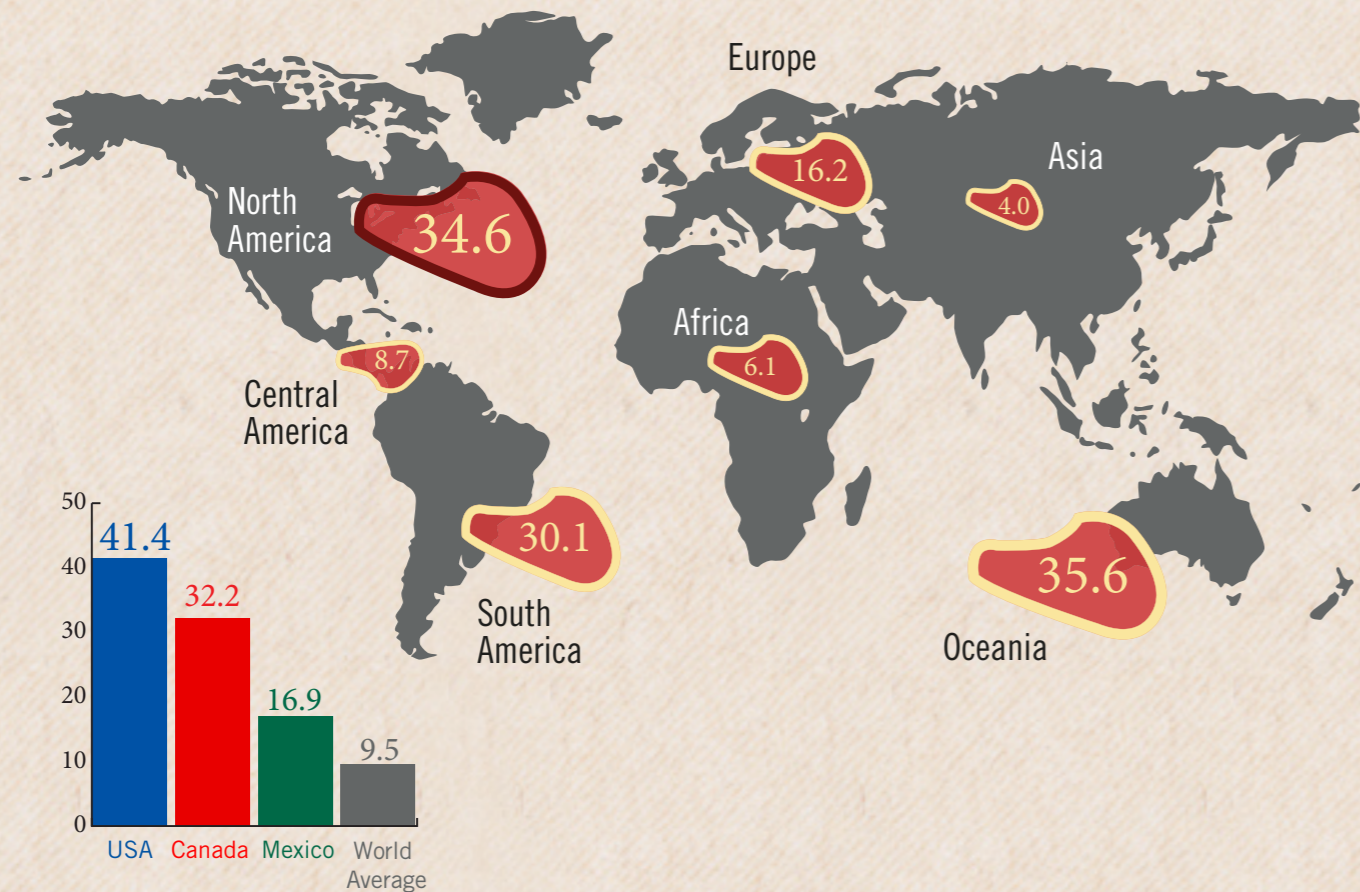 Europe
16.2
Asia
4.0
North
America
34.6
Africa
6.1
8.7
Central
America
30.1
South
America
35.6
Oceania
50
40
30
20
10
0
41.4
32.2
16.9
9.5
USA
Canada
Mexico
World
Average